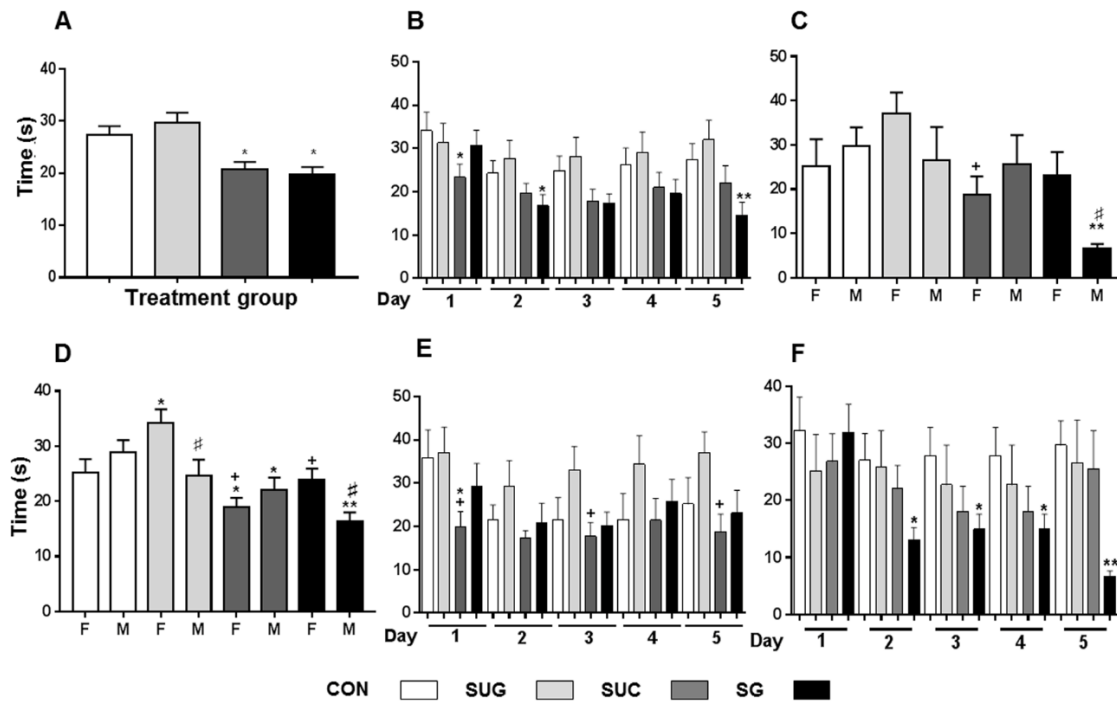 A
40
30
20
10
0
Time (s)
* *
Treatment group
B
50
40
30
20
10
0
* * **
Day 1 2 3 4 5
C
50
40
30
20
10
0
+ ♯
**
F M F M F M F M
D
40
30
20
10
0
Time (s)
* ♯ + * + ♯
* **
F M F M F M F M
E
50
40
30
20
10
0
* + +
+
Day 1 2 3 4 5
F
40
30
20
10
0
* * * **
Day 1 2 3 4 5
CON SUG SUC SG